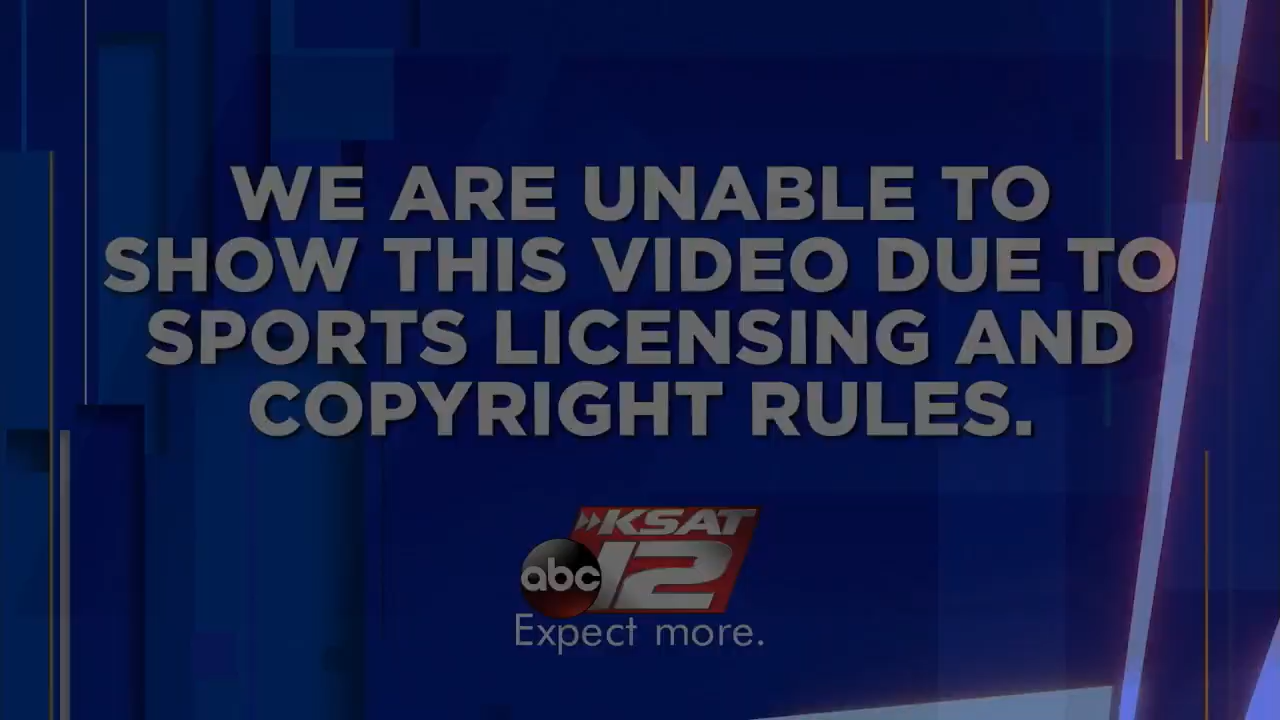 WE ARE UNABLE TO
SHOW THIS VIDEO DUE TO
SPORTS LICENSING AND
COPYRIGHT RULES.
KSAT
abc 12
Expect more.